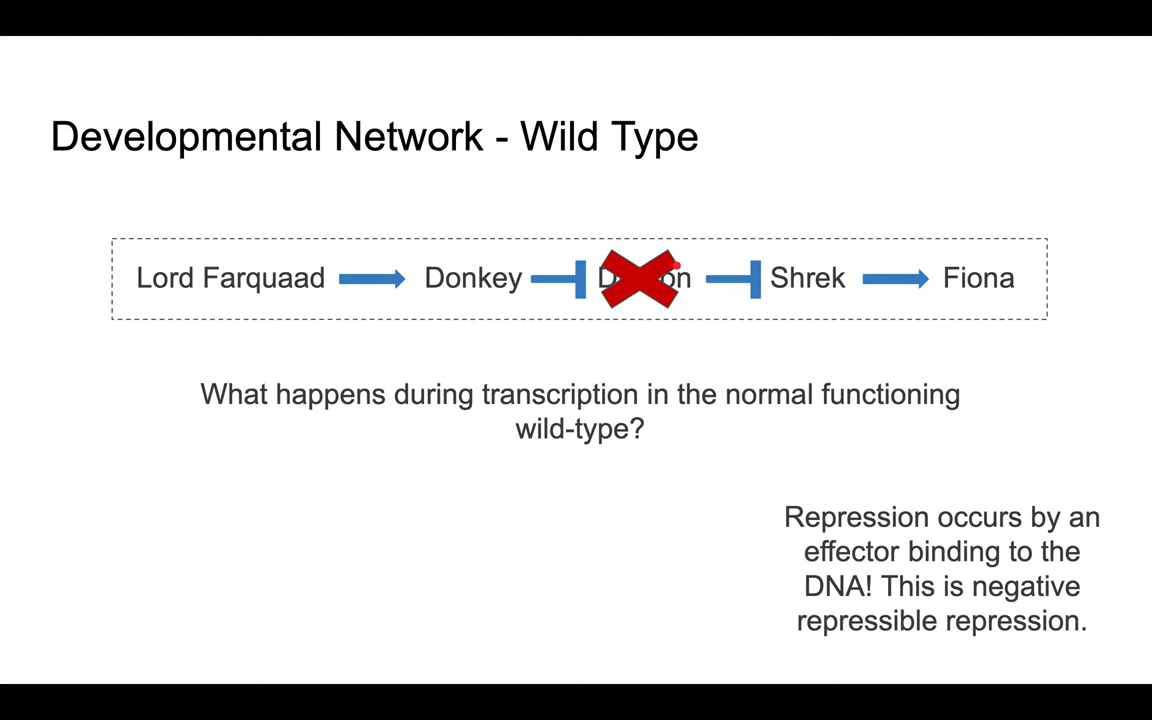 Developmental Network - Wild Type
Lord Farquaad Donkey Shrek Fiona
What happens during transcription in the normal functioning
wild-type?
Repression occurs by an
effector binding to the
DNA! This is negative
repressible repression.